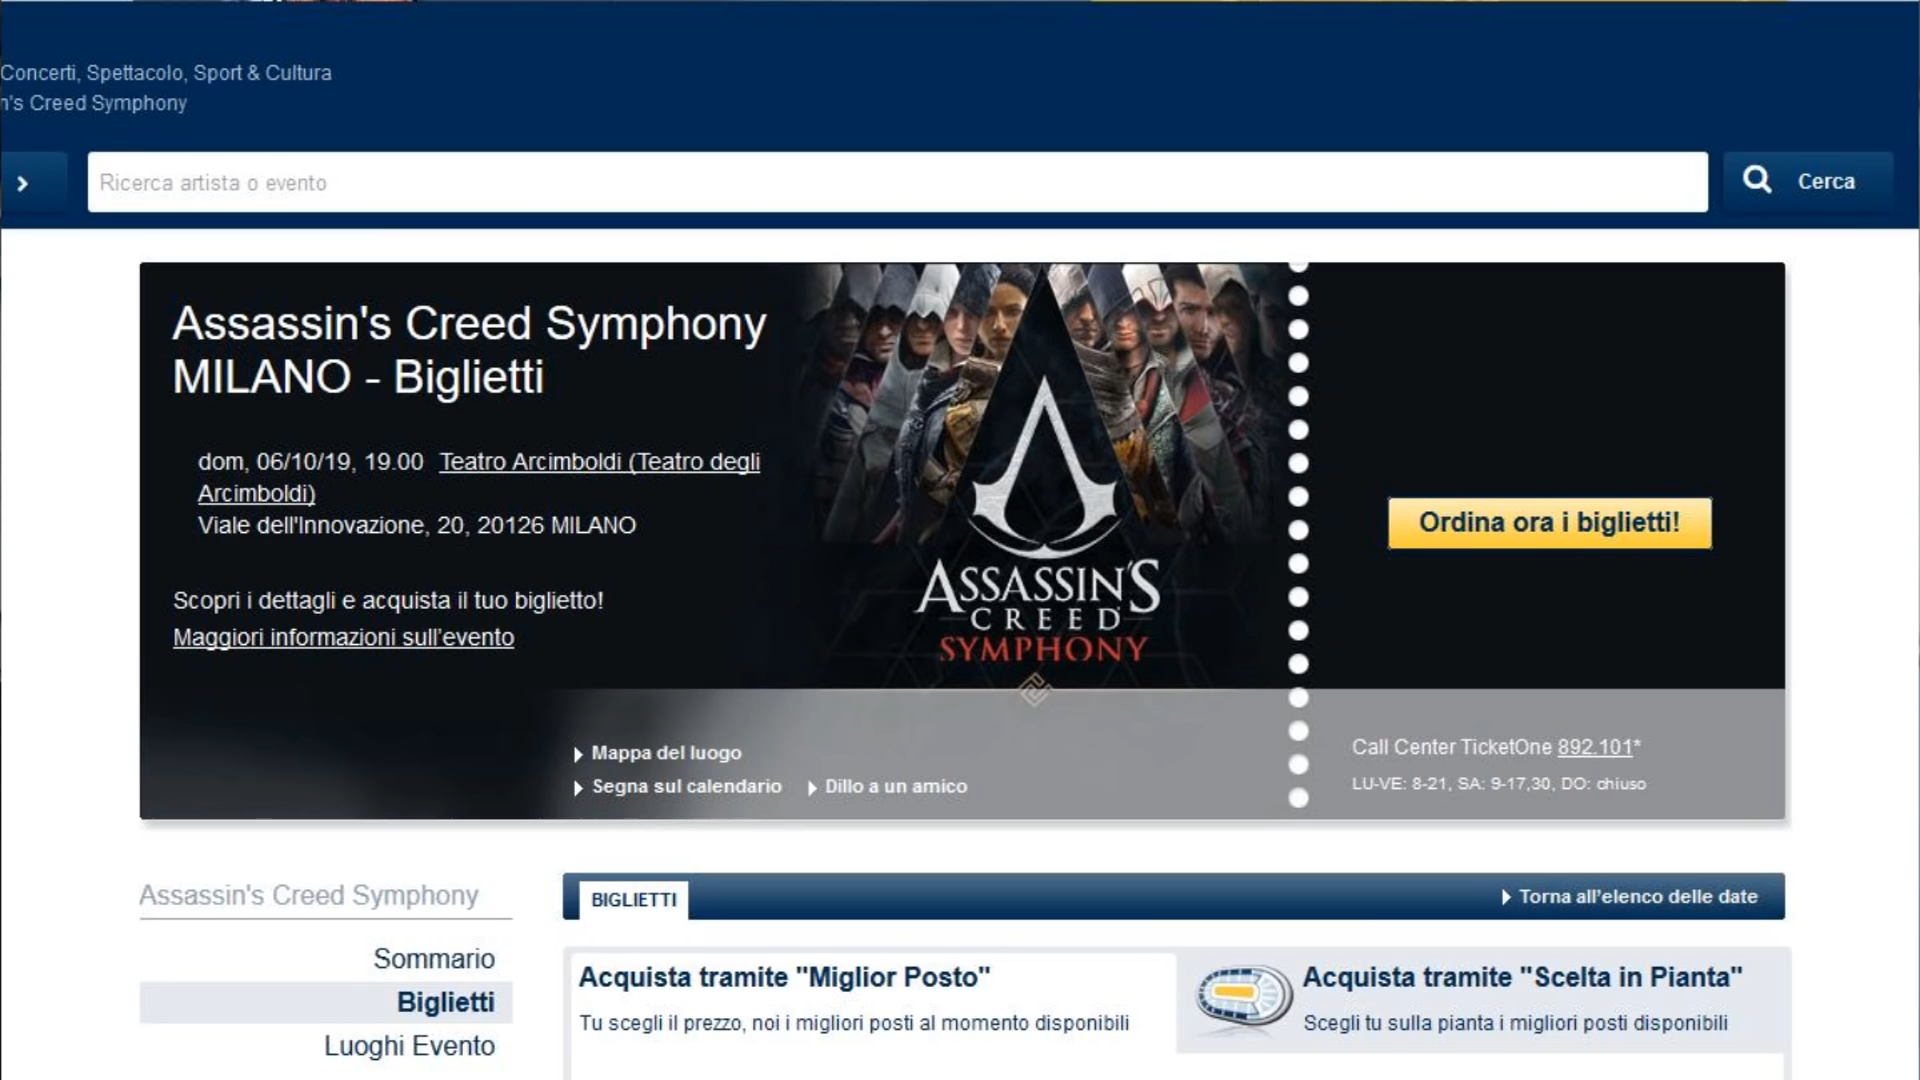 Concerti, Spettacolo, Sport & Cultura
n's Creed Symphony
Ricerca artista o evento
Cerca
Assassin's Creed Symphony
MILANO - Biglietti
dom, 06/10/19, 19.00 Teatro Arcimboldi (Teatro degli
Arcimboldi)
Viale dell'Innovazione, 20, 20126 MILANO
Scopri i dettagli e acquista il tuo biglietto!
Maggiori informazioni sull'evento
ASSASSIN'S
CREED
SYMPHONY
Ordina ora i biglietti!
Mappa del luogo
Segna sul calendario Dillo a un amico
Call Center TicketOne 892.101*
LU-VE: 8-21, SA: 9-17,30, DO: chiuso
Assassin's Creed Symphony
Sommario
Biglietti
Luoghi Evento
BIGLIETTI
Torna all'elenco delle date
Acquista tramite "Miglior Posto"
Tu scegli il prezzo, noi i migliori posti al momento disponibili
Acquista tramite "Scelta in Pianta"
Scegli tu sulla pianta i migliori posti disponibili